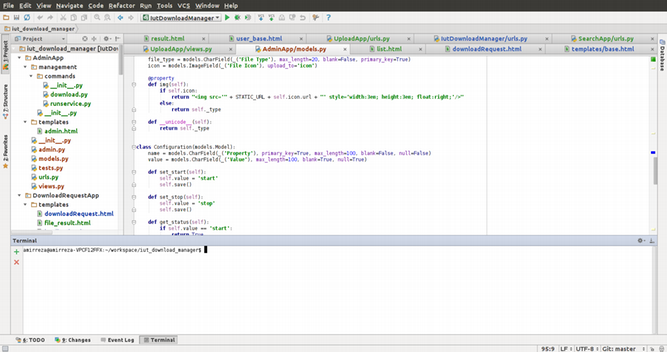 File Edit View Navigate Code Refactor Run Tools VCS Window Help
IutDownloadManager
iut_download_manager
Project
result.html user_base.html UploadApp/urls.py IutDownloadManager/urls.py SearchApp/urls.py
UploadApp/views.py AdminApp/models.py list.html downloadRequest.html templates/base.html
1: Project
7: Structure
2: Favorites
Database
iut_download_manager [IutDow
AdminApp
management
commands
__init__.py
download.py
runservice.py
__init__.py
templates
admin.html
__init__.py
admin.py
models.py
tests.py
urls.py
views.py
DownloadRequestApp
templates
downloadRequest.html
file_result.html
file_type = models.CharField(_('File Type'), max_length=20, blank=False, primary_key=True)
icon = models.ImageField(_('File Icon'), upload_to='icon')
@property
def img(self):
if self.icon:
return "<img src='" + STATIC_URL + self.icon.url + "' style='width:3em; height:3em; float:right;'/>"
else:
return self._type
def __unicode__(self):
return self._type
class Configuration(models.Model):
name = models.CharField(_('Property'), primary_key=True, max_length=100, blank=False, null=False)
value = models.CharField(_('Value'), max_length=100, blank=True, null=True)
def set_start(self):
self.value = 'start'
self.save()
def set_stop(self):
self.value = 'stop'
self.save()
def get_status(self):
if self.value == 'start':
return True
Terminal
amirreza@amirreza-VPCF12FFX:~/workspace/iut_download_manager$
6: TODO 9: Changes Event Log Terminal
95:9 LF UTF-8 Git: master